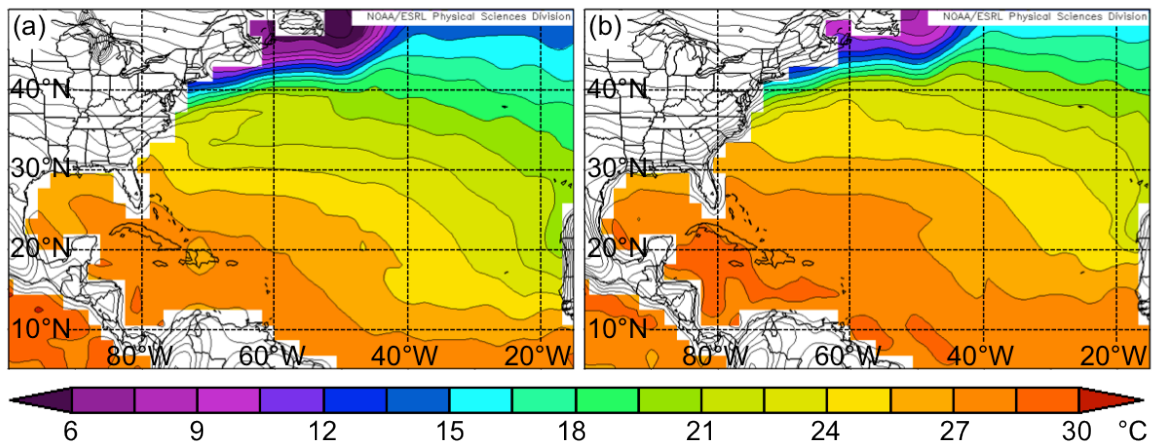 (a) NOAA/ESRL Physical Sciences Division
40°N
30°N
20°N
10°N
80°W 60°W 40°W 20°W
(b) NOAA/ESRL Physical Sciences Division
40°N
30°N
20°N
10°N
80°W 60°W 40°W 20°W
6 9 12 15 18 21 24 27 30 °C